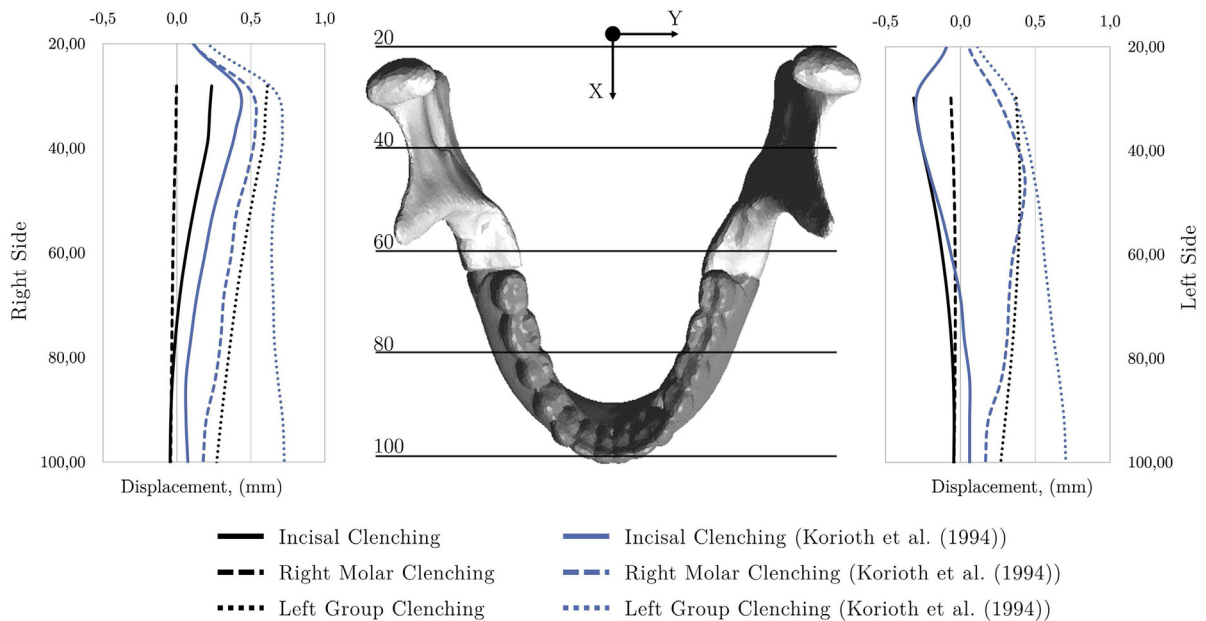 -0,5 0,0 0,5 1,0
Y
-0,5 0,0 0,5 1,0
20,00
20
20,00
X
40,00
40
40,00
Right Side
60,00
60
60,00
Left Side
80,00
80
80,00
100,00
100
100,00
Displacement, (mm)
Displacement, (mm)
Incisal Clenching
Incisal Clenching (Korioth et al. (1994))
Right Molar Clenching
Right Molar Clenching (Korioth et al. (1994))
Left Group Clenching
Left Group Clenching (Korioth et al. (1994))